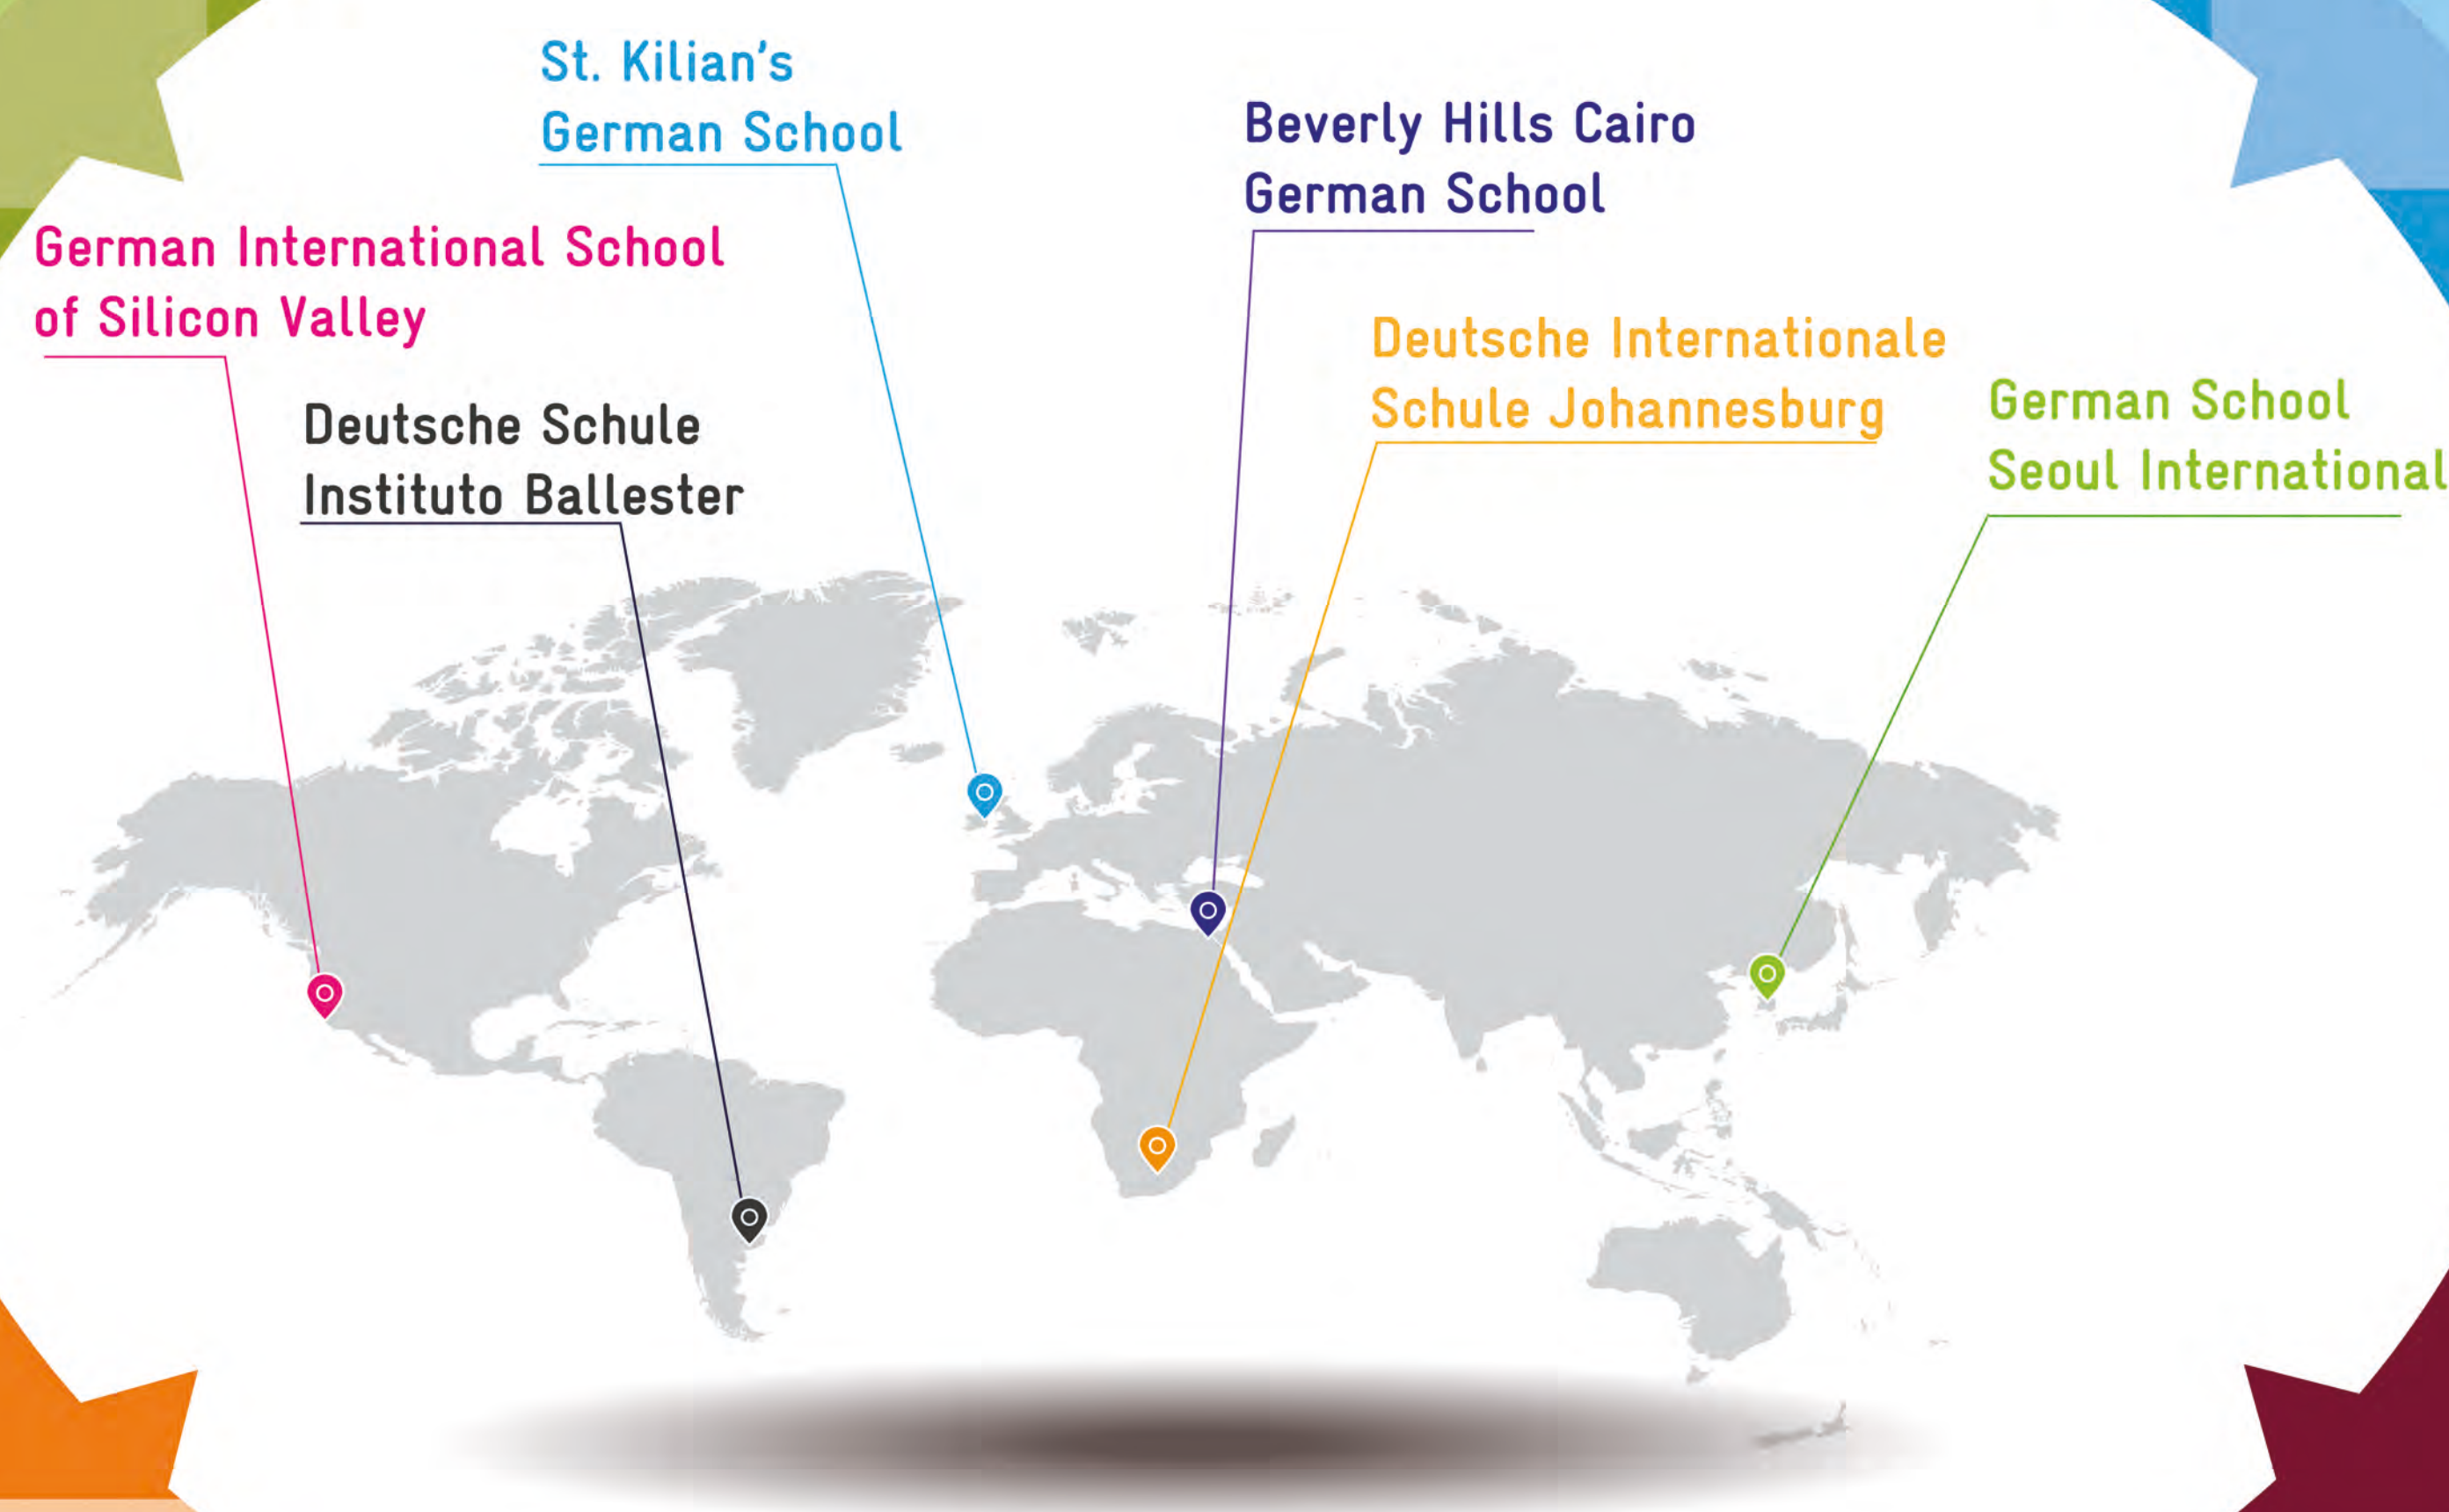 St. Kilian's
German School
Beverly Hills Cairo
German School
German International School
of Silicon Valley
Deutsche Internationale
Schule Johannesburg
German School
Seoul International
Deutsche Schule
Instituto Ballester